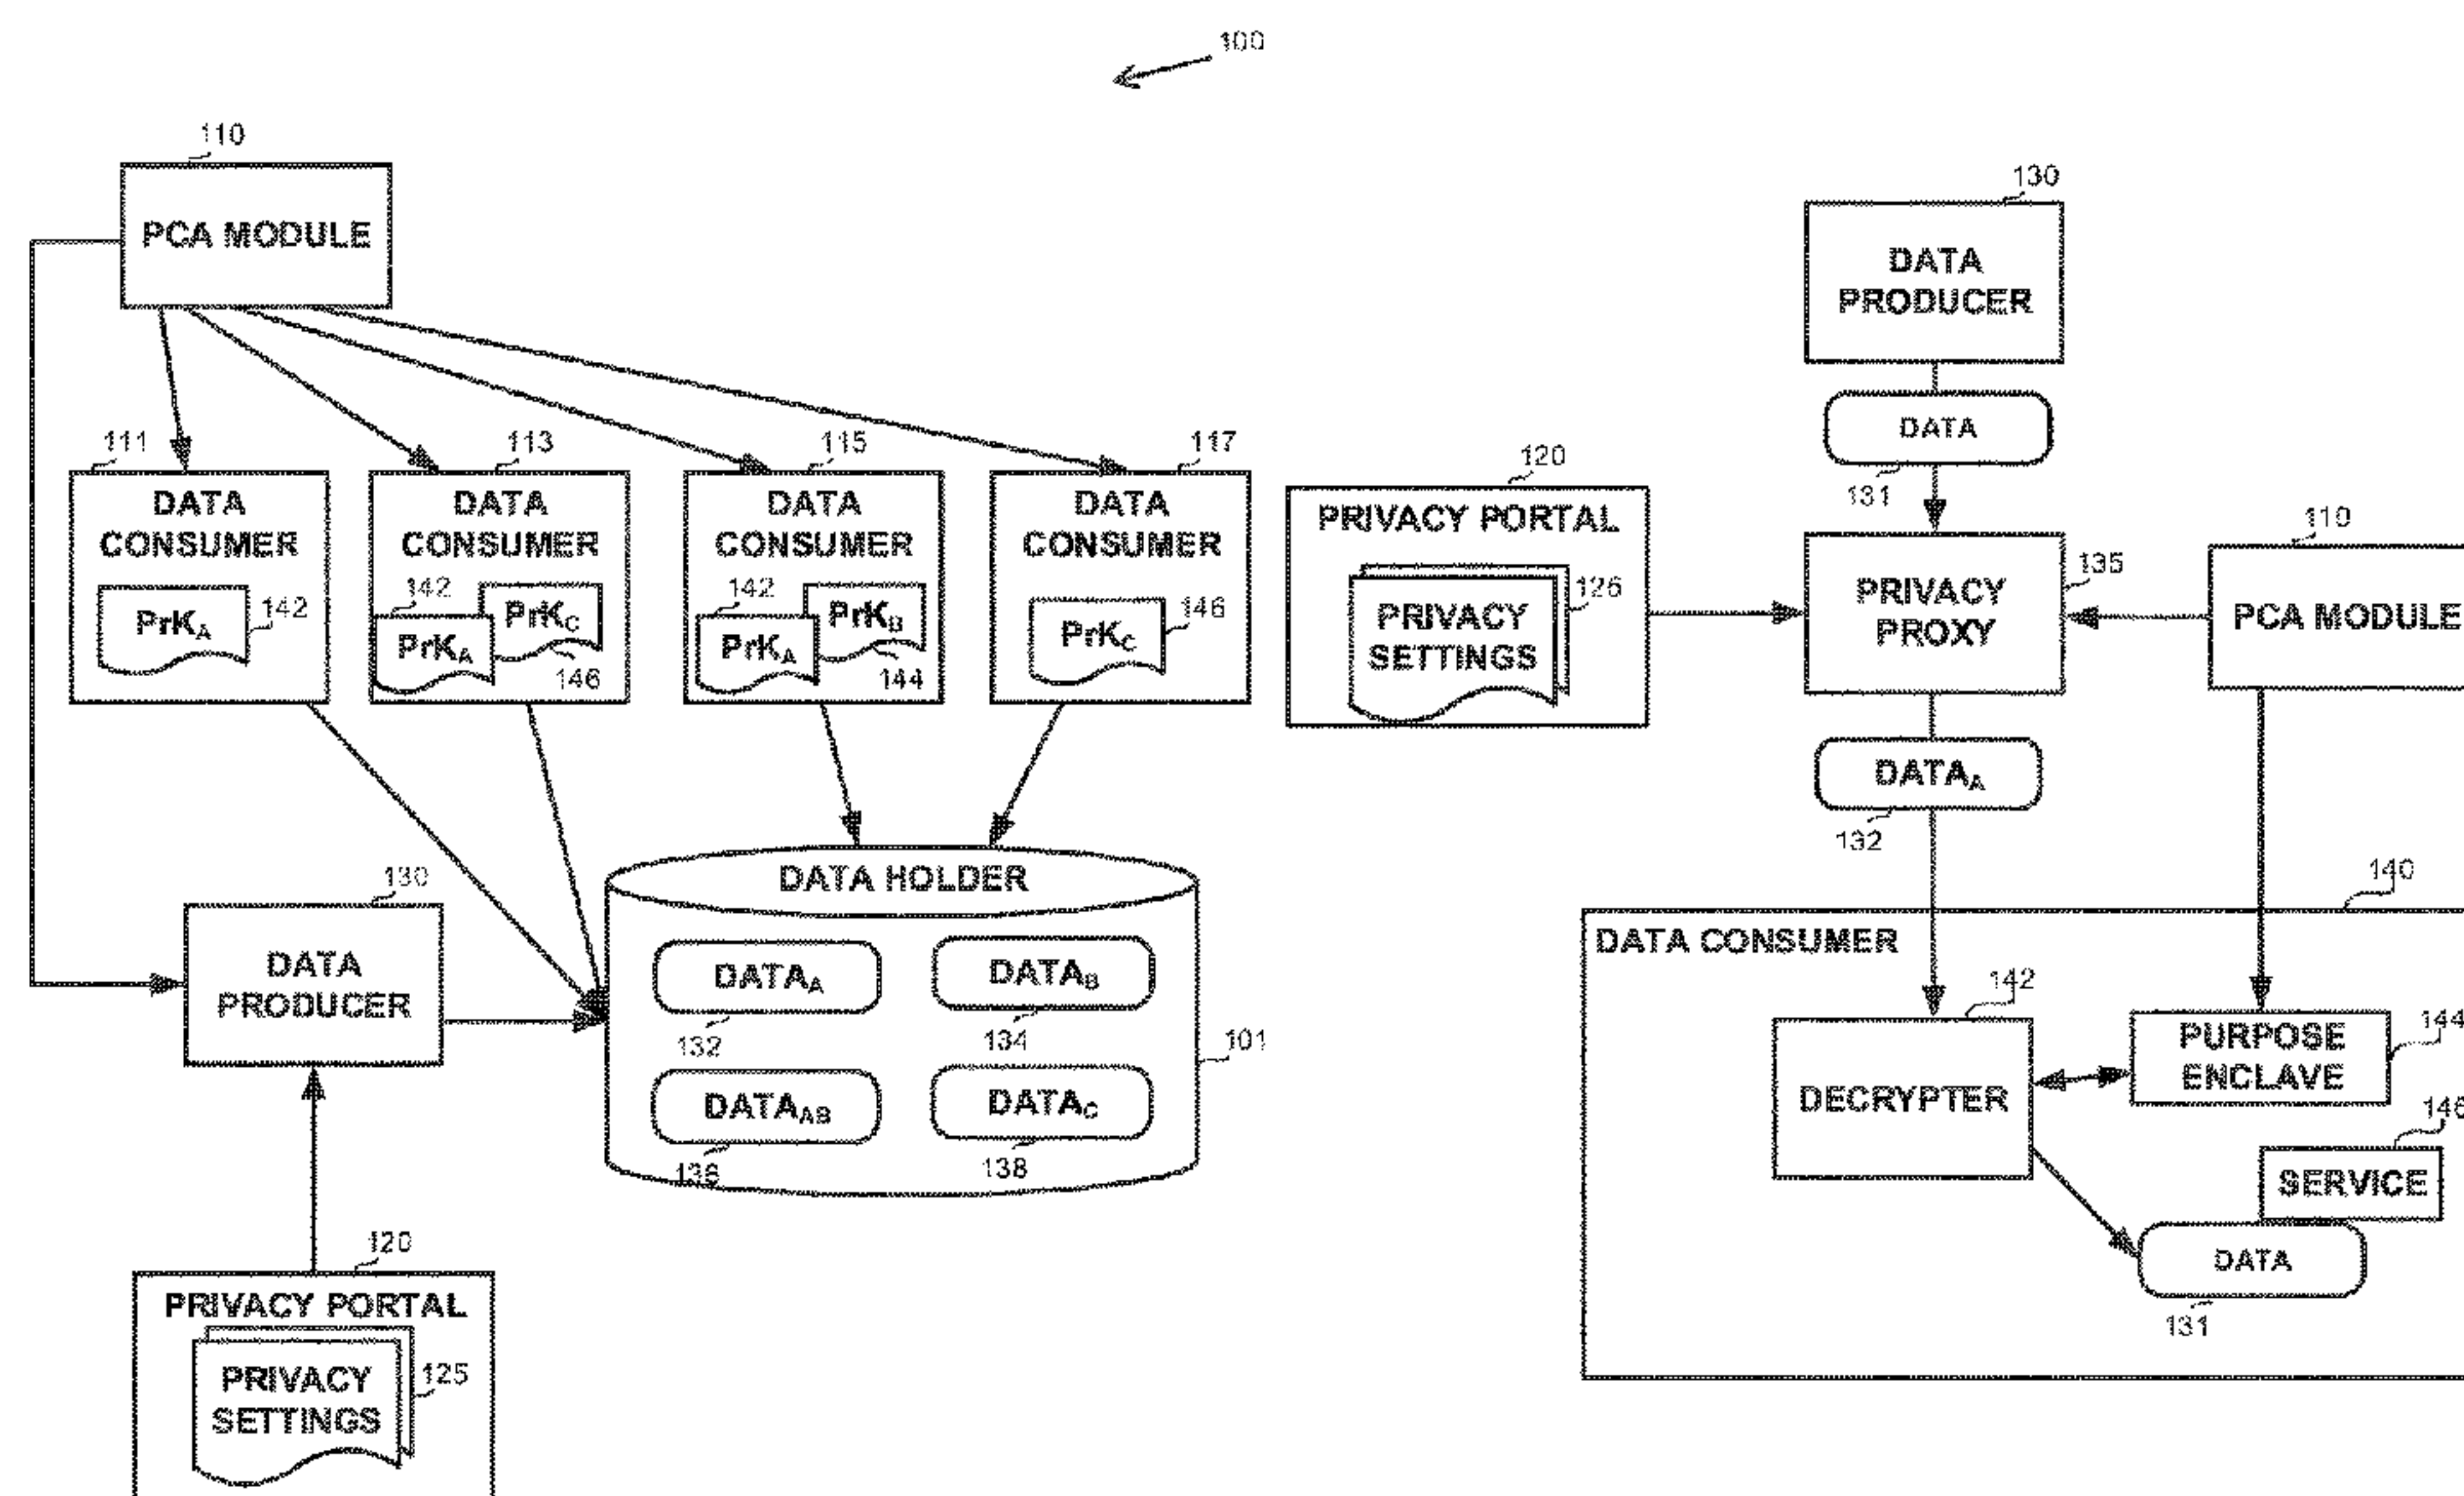 100
110
PCA MODULE
111
DATA
CONSUMER
PrKA
142
113
DATA
CONSUMER
142
PrKC
PrKA
146
115
DATA
CONSUMER
142
PrKB
PrKA
144
117
DATA
CONSUMER
PrKC
146
130
DATA
PRODUCER
DATA HOLDER
DATAA
132
DATAB
134
DATAAB
136
DATAC
138
101
120
PRIVACY PORTAL
PRIVACY
SETTINGS
125
130
DATA
PRODUCER
DATA
131
120
PRIVACY PORTAL
PRIVACY
SETTINGS
126
PRIVACY
PROXY
135
110
PCA MODULE
DATAA
132
140
DATA CONSUMER
142
DECRYPTER
PURPOSE
ENCLAVE
144
146
SERVICE
DATA
131